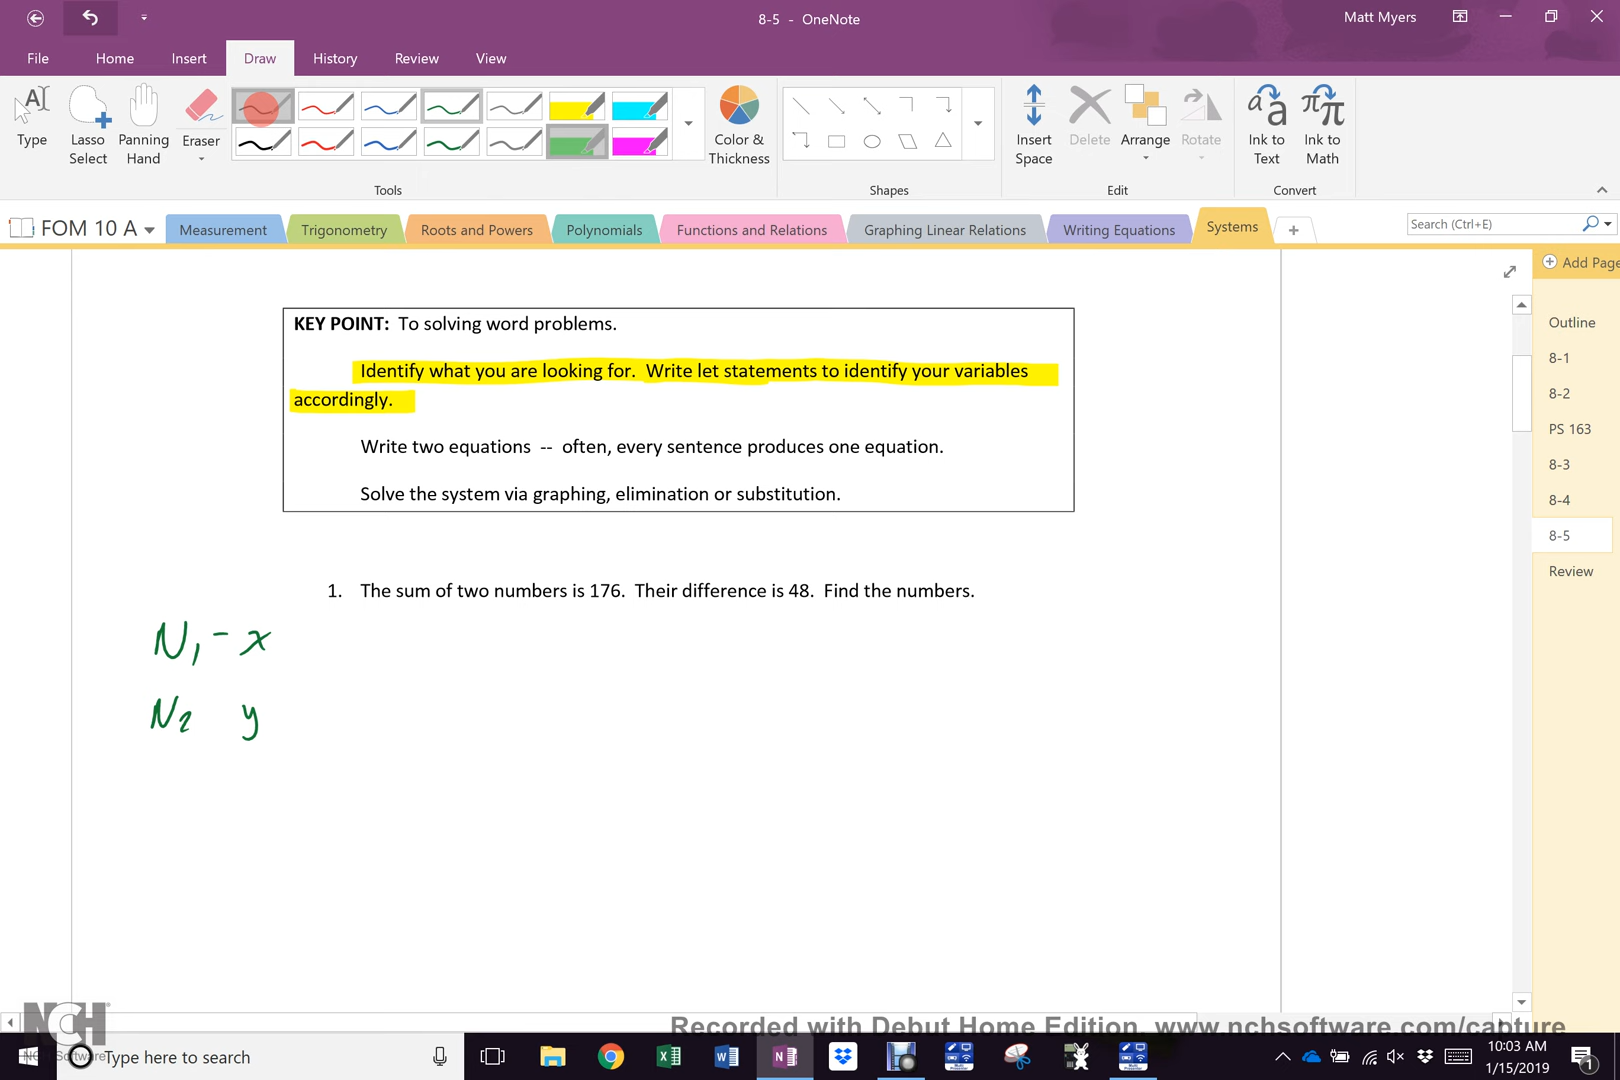 8-5 - OneNote
Matt Myers
File Home Insert Draw History Review View
Type
Lasso Select
Panning Hand
Eraser
Color & Thickness
Insert Space
Delete
Arrange
Rotate
Ink to Text
Ink to Math
Tools
Shapes
Edit
Convert
FOM 10 A
Measurement
Trigonometry
Roots and Powers
Polynomials
Functions and Relations
Graphing Linear Relations
Writing Equations
Systems
Search (Ctrl+E)
Add Page
Outline
8-1
8-2
PS 163
8-3
8-4
8-5
Review
KEY POINT: To solving word problems.
Identify what you are looking for. Write let statements to identify your variables
accordingly.
Write two equations -- often, every sentence produces one equation.
Solve the system via graphing, elimination or substitution.
1. The sum of two numbers is 176. Their difference is 48. Find the numbers.
N1 - x
N2 y
NCH
NCH Software
Recorded with Debut Home Edition. www.nchsoftware.com/capture
Type here to search
10:03 AM
1/15/2019